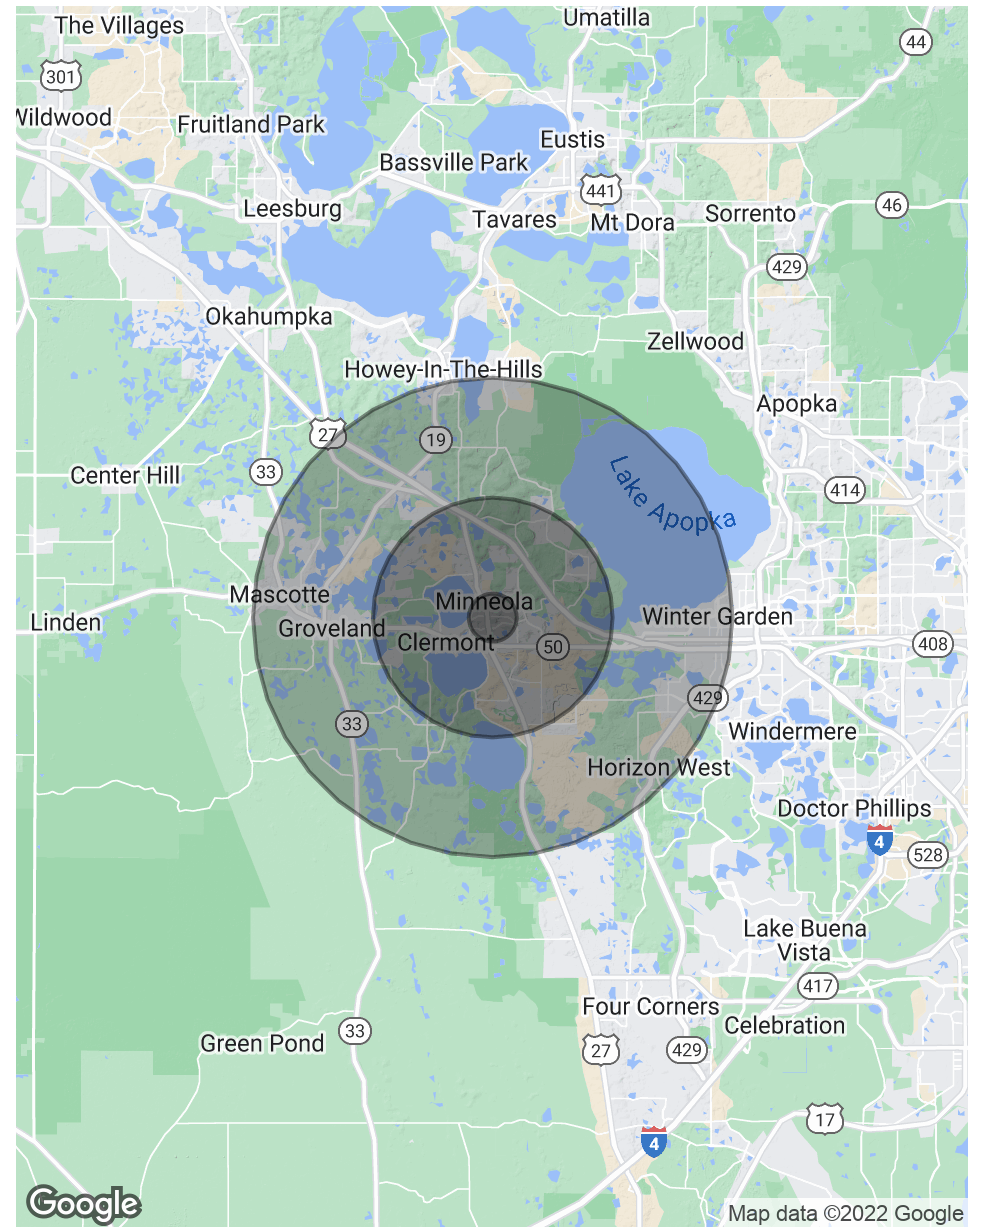 Umatilla
The Villages
44
301
Wildwood
Fruitland Park
Eustis
Bassville Park
441
Leesburg
Tavares
Mt Dora
Sorrento
46
429
Okahumpka
Zellwood
Howey-In-The-Hills
Apopka
27
19
33
Center Hill
414
Lake Apopka
Mascotte
Minneola
Linden
Groveland
Clermont
50
Winter Garden
408
429
33
Windermere
Horizon West
Doctor Phillips
4
528
Lake Buena
Vista
417
Four Corners
Celebration
33
Green Pond
27
429
17
4
Google
Map data ©2022 Google